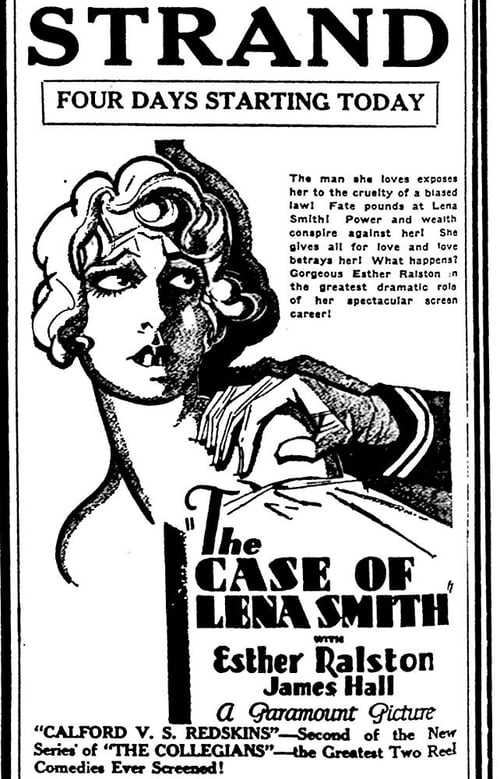 STRAND
FOUR DAYS STARTING TODAY
The man she loves exposes
her to the cruelty of a biased
law! Fate pounds at Lena
Smith! Power and wealth
conspire against her! She
gives all for love and love
betrays her! What happens?
Gorgeous Esther Ralston in
the greatest dramatic role
of her spectacular screen
career!
"The
CASE OF
LENA SMITH"
WITH
Esther Ralston
James Hall
a Paramount Picture
"CALFORD V. S. REDSKINS"—Second of the New
Series' of "THE COLLEGIANS"—the Greatest Two Reel
Comedies Ever Screened!